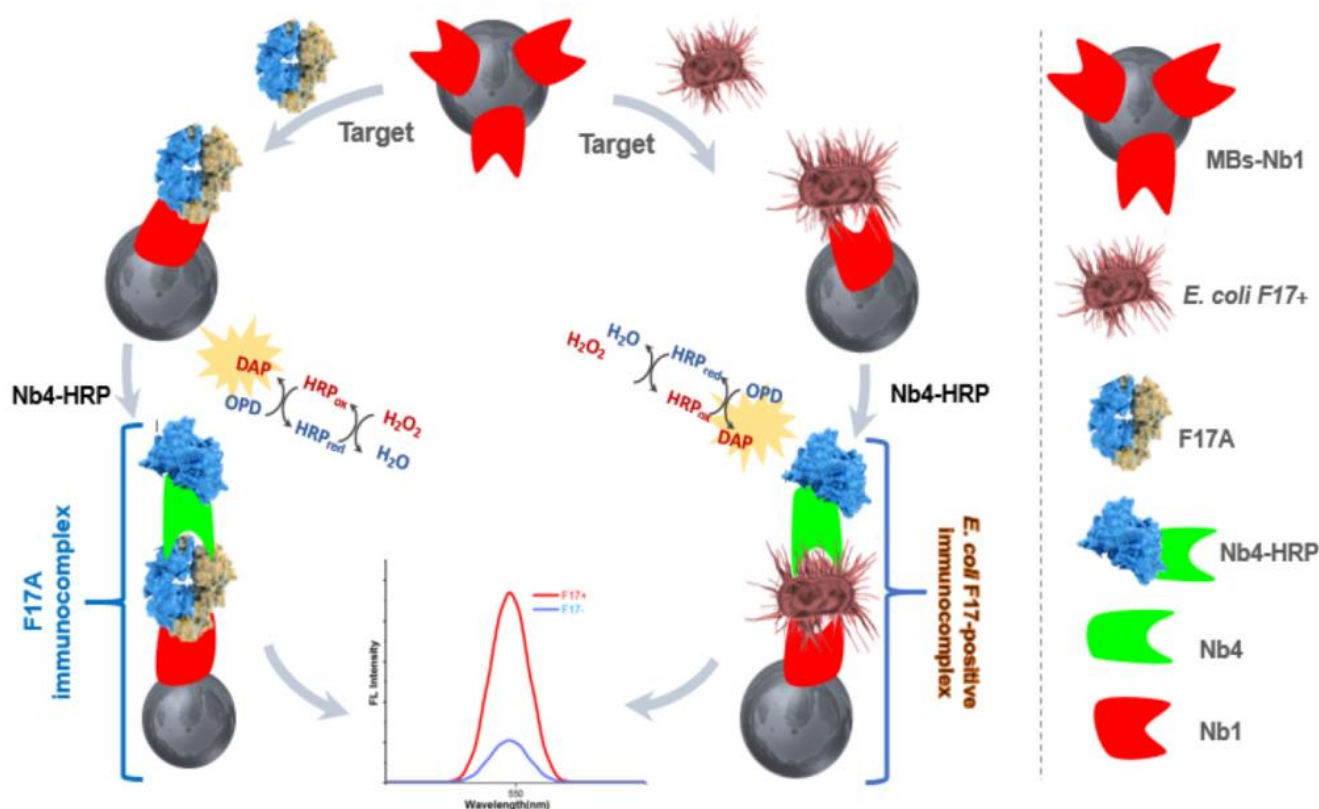 Target
Target
Nb4-HRP
DAP
OPD
HRPox
HRPred
H2O2
H2O
H2O2
H2O
HRPred
HRPox
OPD
DAP
Nb4-HRP
F17A
immunocomplex
E. coli F17-positive
immunocomplex
FL Intensity
F17+
F17-
550
Wavelength(nm)
MBs-Nb1
E. coli F17+
F17A
Nb4-HRP
Nb4
Nb1